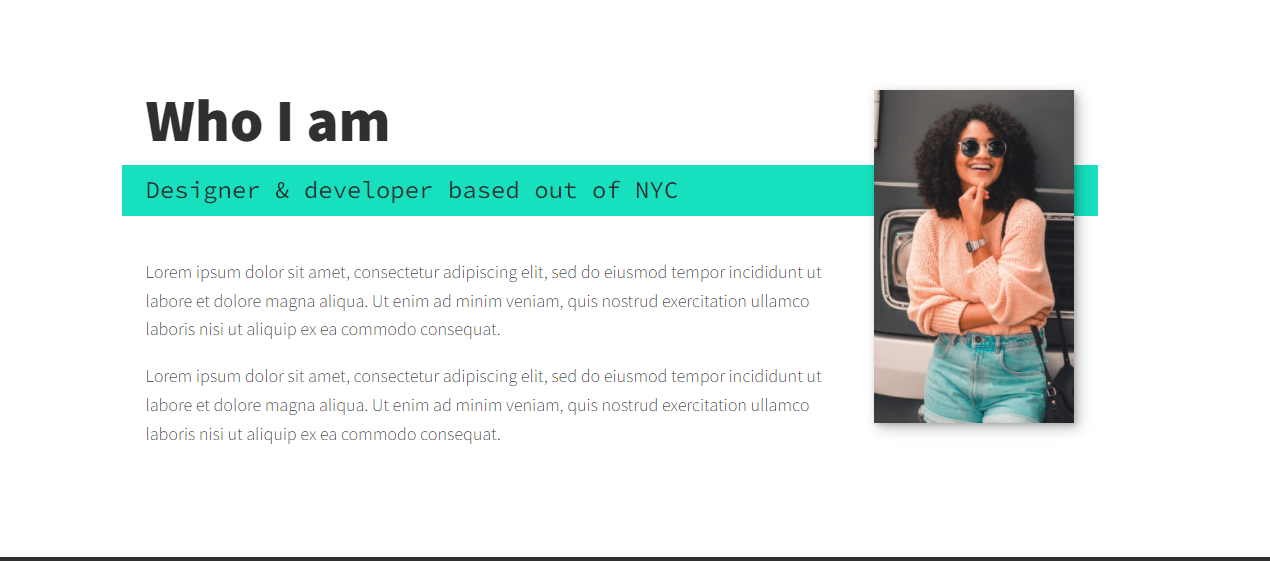 Who I am
Designer & developer based out of NYC
Lorem ipsum dolor sit amet, consectetur adipiscing elit, sed do eiusmod tempor incididunt ut
labore et dolore magna aliqua. Ut enim ad minim veniam, quis nostrud exercitation ullamco
laboris nisi ut aliquip ex ea commodo consequat.
Lorem ipsum dolor sit amet, consectetur adipiscing elit, sed do eiusmod tempor incididunt ut
labore et dolore magna aliqua. Ut enim ad minim veniam, quis nostrud exercitation ullamco
laboris nisi ut aliquip ex ea commodo consequat.